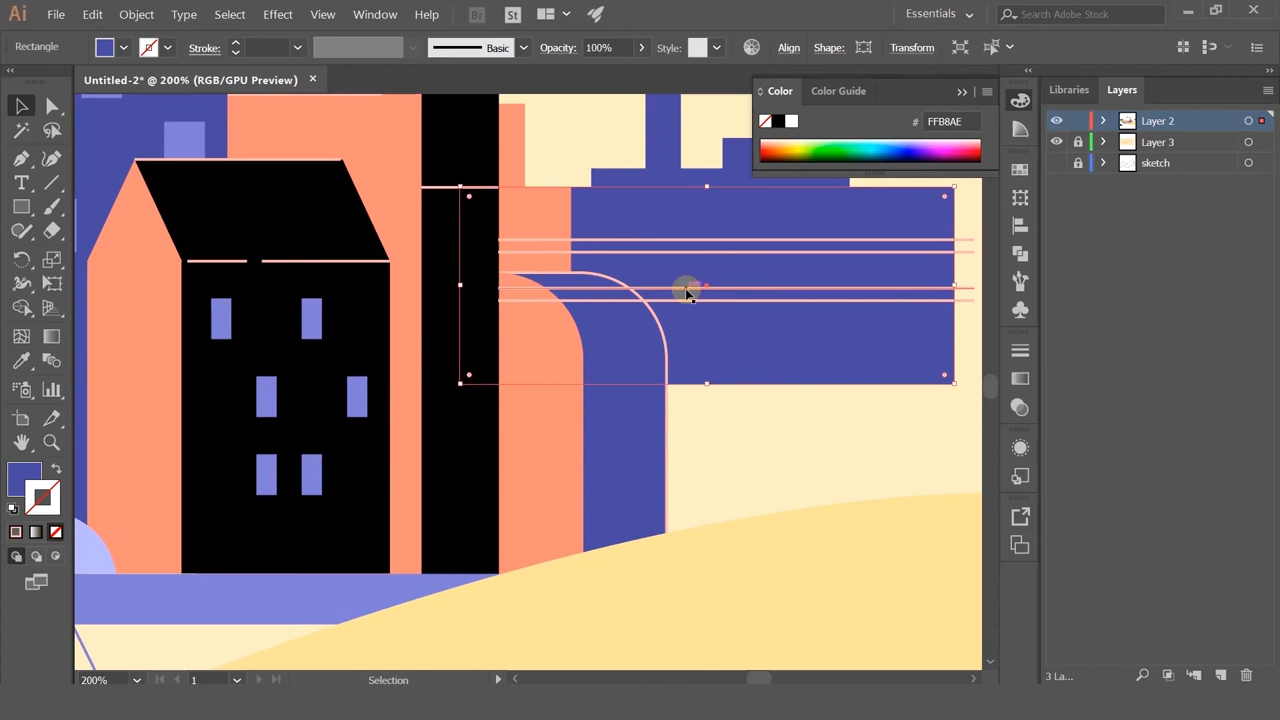 Ai File Edit Object Type Select Effect View Window Help Br St Essentials Search Adobe Stock
Rectangle Stroke: Basic Opacity: 100% Style: Align Shape: Transform
Untitled-2* @ 200% (RGB/GPU Preview)
Color Color Guide
# FFB8AE
Libraries Layers
Layer 2
Layer 3
sketch
200% 1 Selection
3 La...